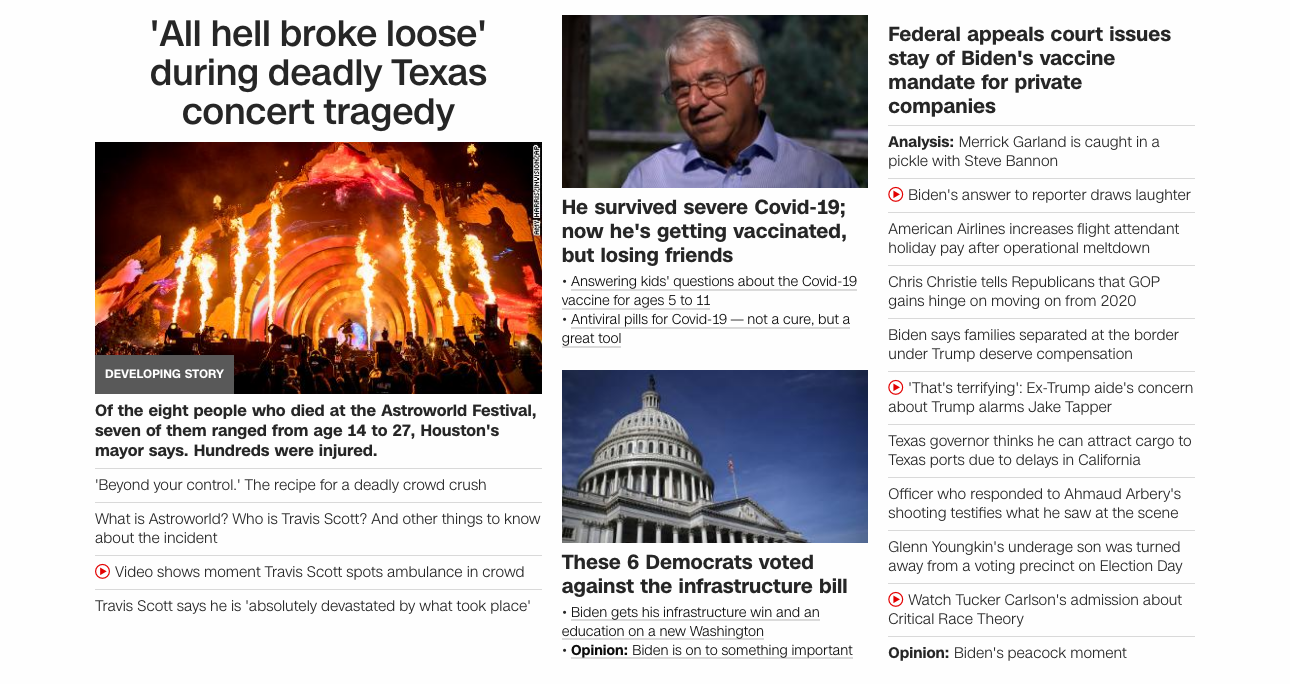 'All hell broke loose'
during deadly Texas
concert tragedy
AMY HARRIS/INVISION/AP
DEVELOPING STORY
Of the eight people who died at the Astroworld Festival,
seven of them ranged from age 14 to 27, Houston's
mayor says. Hundreds were injured.
'Beyond your control.' The recipe for a deadly crowd crush
What is Astroworld? Who is Travis Scott? And other things to know
about the incident
Video shows moment Travis Scott spots ambulance in crowd
Travis Scott says he is 'absolutely devastated by what took place'
He survived severe Covid-19;
now he's getting vaccinated,
but losing friends
• Answering kids' questions about the Covid-19
vaccine for ages 5 to 11
• Antiviral pills for Covid-19 — not a cure, but a
great tool
These 6 Democrats voted
against the infrastructure bill
• Biden gets his infrastructure win and an
education on a new Washington
• Opinion: Biden is on to something important
Federal appeals court issues
stay of Biden's vaccine
mandate for private
companies
Analysis: Merrick Garland is caught in a
pickle with Steve Bannon
Biden's answer to reporter draws laughter
American Airlines increases flight attendant
holiday pay after operational meltdown
Chris Christie tells Republicans that GOP
gains hinge on moving on from 2020
Biden says families separated at the border
under Trump deserve compensation
'That's terrifying': Ex-Trump aide's concern
about Trump alarms Jake Tapper
Texas governor thinks he can attract cargo to
Texas ports due to delays in California
Officer who responded to Ahmaud Arbery's
shooting testifies what he saw at the scene
Glenn Youngkin's underage son was turned
away from a voting precinct on Election Day
Watch Tucker Carlson's admission about
Critical Race Theory
Opinion: Biden's peacock moment